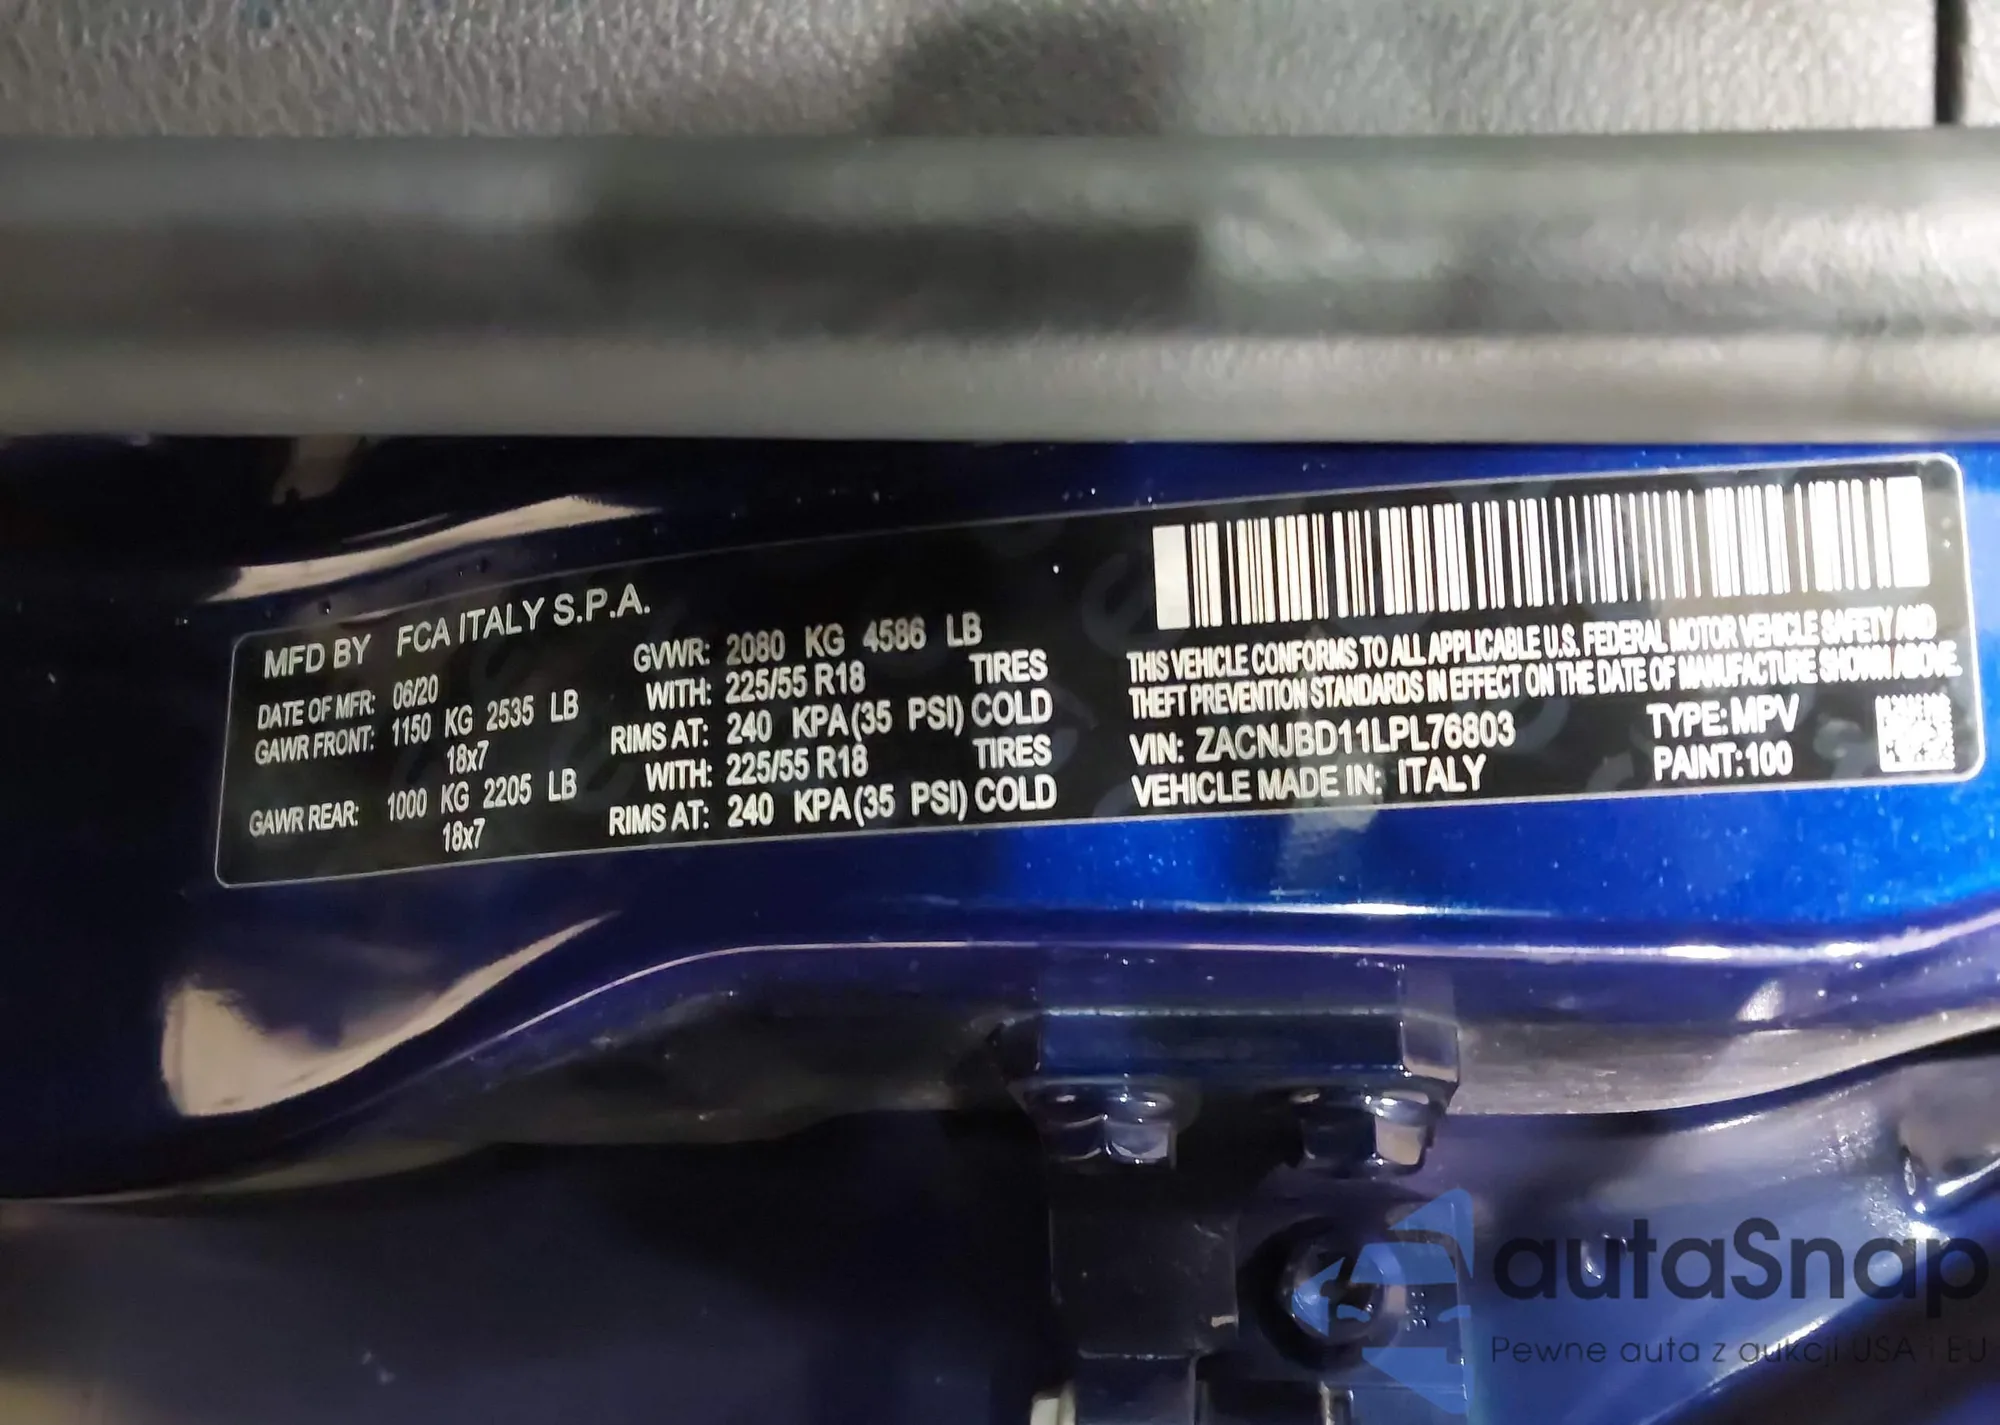 MFD BY FCA ITALY S.P.A.
DATE OF MFR: 06/20
GAWR FRONT: 1150 KG 2535 LB
18x7
GAWR REAR: 1000 KG 2205 LB
18x7
GVWR: 2080 KG 4586 LB
WITH: 225/55 R18 TIRES
RIMS AT: 240 KPA(35 PSI) COLD
WITH: 225/55 R18 TIRES
RIMS AT: 240 KPA(35 PSI) COLD
THIS VEHICLE CONFORMS TO ALL APPLICABLE U.S. FEDERAL MOTOR VEHICLE SAFETY AND
THEFT PREVENTION STANDARDS IN EFFECT ON THE DATE OF MANUFACTURE SHOWN ABOVE.
VIN: ZACNJBD11LPL76803 TYPE: MPV
VEHICLE MADE IN: ITALY PAINT: 100
autaSnap
Pewne auta z aukcji USA i EU